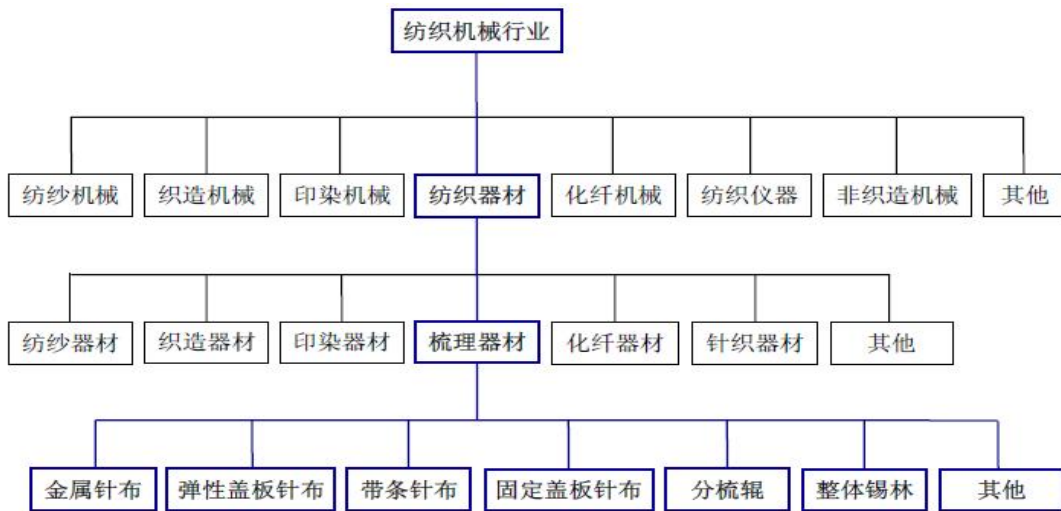 纺织机械行业
纺纱机械 织造机械 印染机械 纺织器材 化纤机械 纺织仪器 非织造机械 其他
纺纱器材 织造器材 印染器材 梳理器材 化纤器材 针织器材 其他
金属针布 弹性盖板针布 带条针布 固定盖板针布 分梳辊 整体锡林 其他